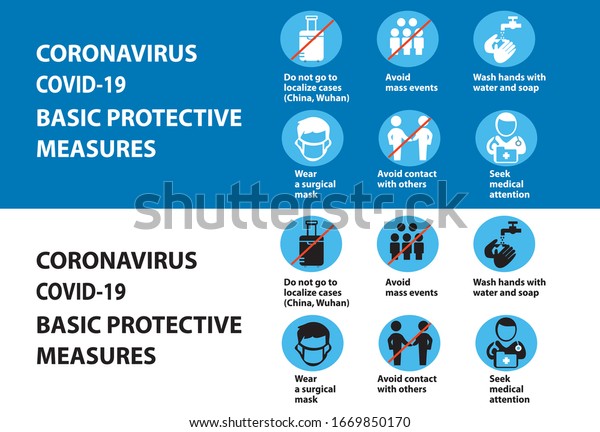 CORONAVIRUS
COVID-19
BASIC PROTECTIVE
MEASURES
Do not go to
localize cases
(China, Wuhan)
Avoid
mass events
Wash hands with
water and soap
Wear
a surgical
mask
Avoid contact
with others
Seek
medical
attention
shutterstock
CORONAVIRUS
COVID-19
BASIC PROTECTIVE
MEASURES
Do not go to
localize cases
(China, Wuhan)
Avoid
mass events
Wash hands with
water and soap
Wear
a surgical
mask
Avoid contact
with others
Seek
medical
attention
www.shutterstock.com · 1669850170